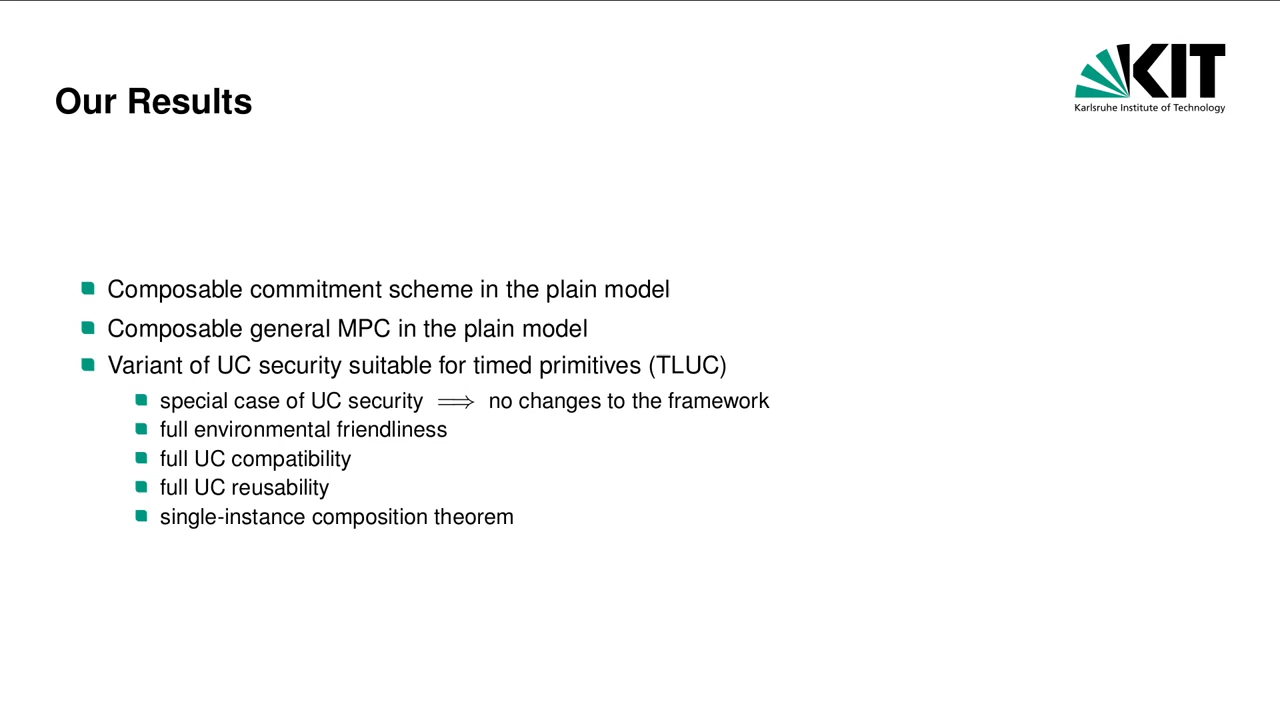 KIT
Karlsruhe Institute of Technology
Our Results
Composable commitment scheme in the plain model
Composable general MPC in the plain model
Variant of UC security suitable for timed primitives (TLUC)
special case of UC security ⟹ no changes to the framework
full environmental friendliness
full UC compatibility
full UC reusability
single-instance composition theorem